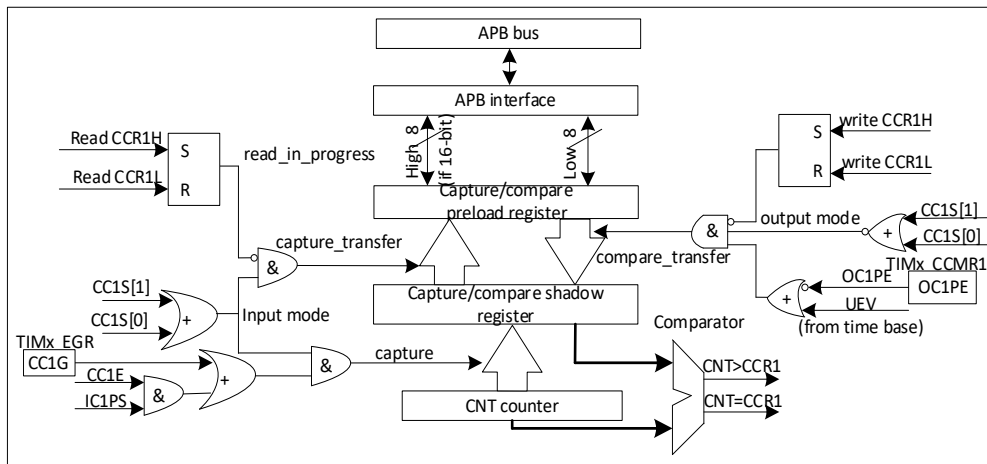 APB bus
APB interface
High 8
(if 16-bit)
Low 8
Read CCR1H
Read CCR1L
S
R
read_in_progress
S
R
write CCR1H
write CCR1L
Capture/compare
preload register
capture_transfer
&
compare_transfer
&
output mode
+
CC1S[1]
CC1S[0]
TIMx_CCMR1
OC1PE
OC1PE
UEV
(from time base)
+
CC1S[1]
CC1S[0]
+
Input mode
Capture/compare shadow
register
Comparator
TIMx_EGR
CC1G
CC1E
IC1PS
&
+
&
capture
CNT counter
CNT>CCR1
CNT=CCR1